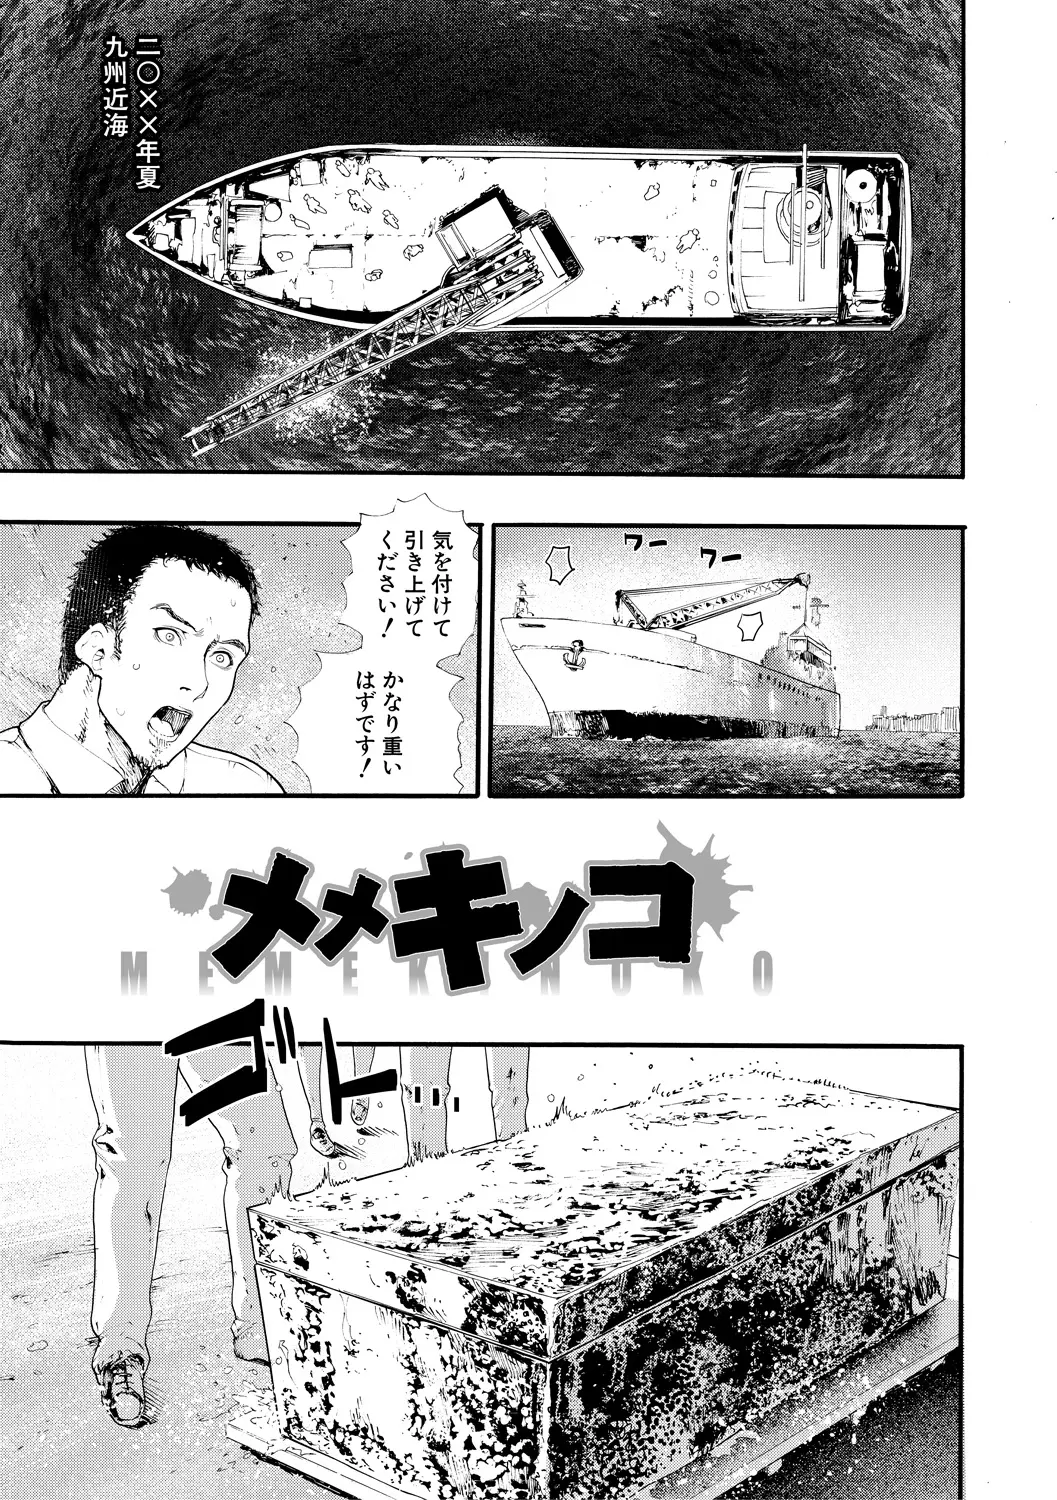 二〇××年夏
九州近海
ワー
ワー
気を付けて
引き上げて
ください！
かなり重い
はずです！
メメキノコ
MEMEKINOKO
ゴト…